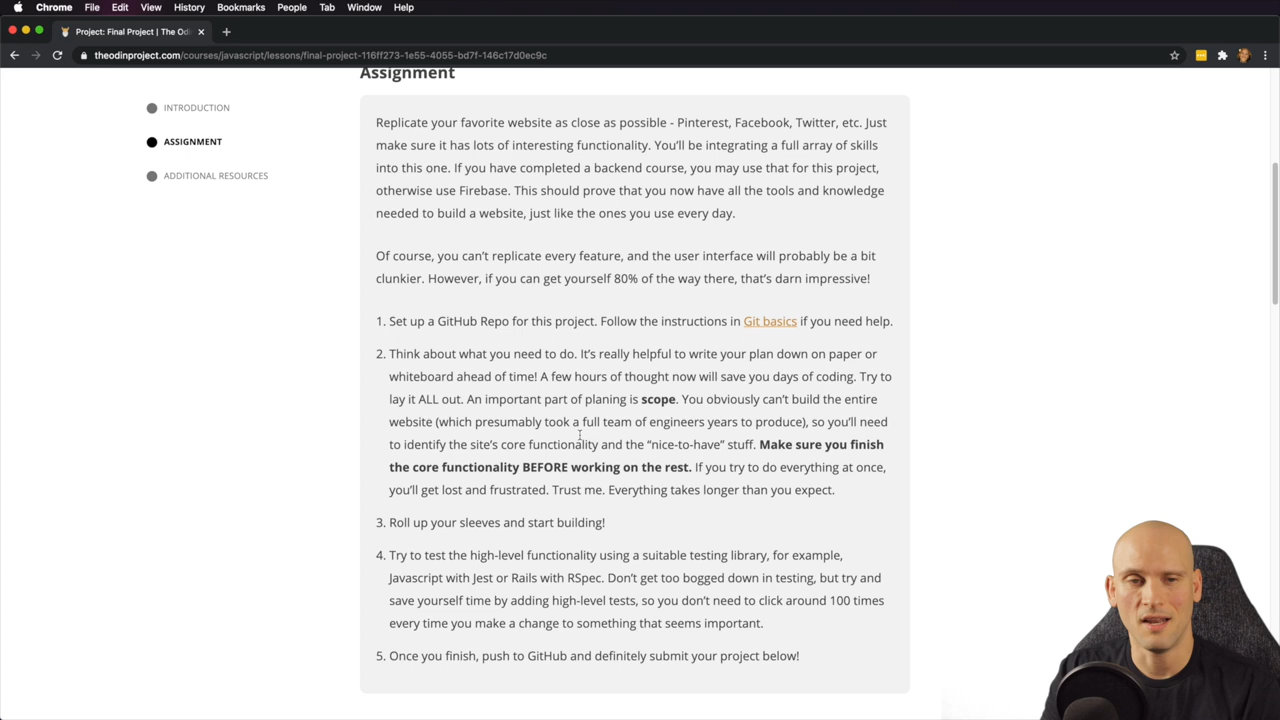 Chrome File Edit View History Bookmarks People Tab Window Help
Project: Final Project | The Odi
theodinproject.com/courses/javascript/lessons/final-project-116ff273-1e55-4055-bd7f-146c17d0ec9c
Assignment
INTRODUCTION
ASSIGNMENT
ADDITIONAL RESOURCES
Replicate your favorite website as close as possible - Pinterest, Facebook, Twitter, etc. Just
make sure it has lots of interesting functionality. You’ll be integrating a full array of skills
into this one. If you have completed a backend course, you may use that for this project,
otherwise use Firebase. This should prove that you now have all the tools and knowledge
needed to build a website, just like the ones you use every day.
Of course, you can’t replicate every feature, and the user interface will probably be a bit
clunkier. However, if you can get yourself 80% of the way there, that’s darn impressive!
1. Set up a GitHub Repo for this project. Follow the instructions in Git basics if you need help.
2. Think about what you need to do. It’s really helpful to write your plan down on paper or
whiteboard ahead of time! A few hours of thought now will save you days of coding. Try to
lay it ALL out. An important part of planing is scope. You obviously can’t build the entire
website (which presumably took a full team of engineers years to produce), so you’ll need
to identify the site’s core functionality and the “nice-to-have” stuff. Make sure you finish
the core functionality BEFORE working on the rest. If you try to do everything at once,
you’ll get lost and frustrated. Trust me. Everything takes longer than you expect.
3. Roll up your sleeves and start building!
4. Try to test the high-level functionality using a suitable testing library, for example,
Javascript with Jest or Rails with RSpec. Don’t get too bogged down in testing, but try and
save yourself time by adding high-level tests, so you don’t need to click around 100 times
every time you make a change to something that seems important.
5. Once you finish, push to GitHub and definitely submit your project below!